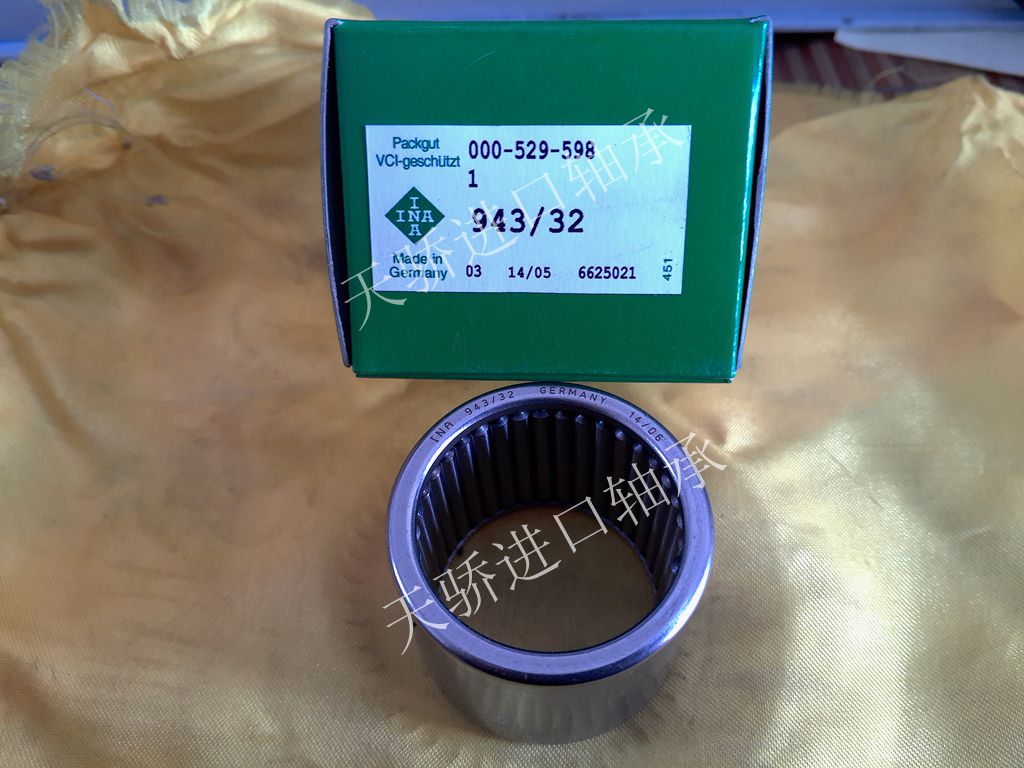 Packgut
VCI-geschützt
000-529-598
1
I
INA
A
943/32
Made in
Germany
03 14/05 6625021
451
天骄进口轴承
INA 943/32 GERMANY 14/06
天骄进口轴承